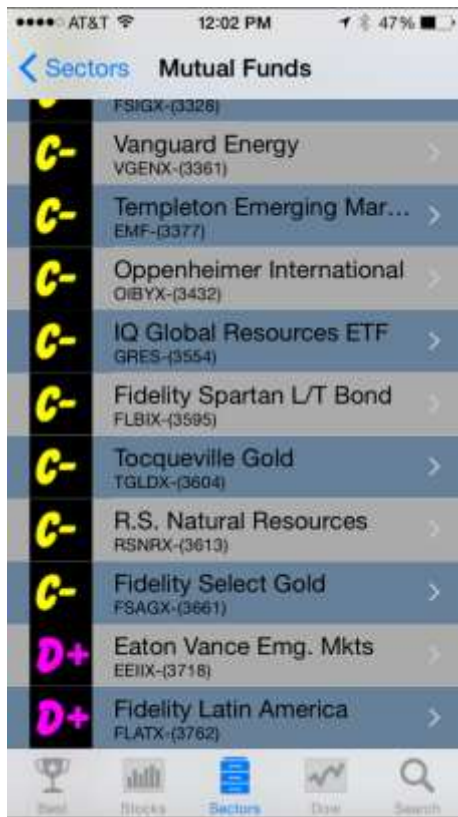 AT&T
12:02 PM
47%
Sectors
Mutual Funds
FSIGX-(3328)
C-
Vanguard Energy
VGENX-(3361)
C-
Templeton Emerging Mar...
EMF-(3377)
C-
Oppenheimer International
OIBYX-(3432)
C-
IQ Global Resources ETF
GRES-(3554)
C-
Fidelity Spartan L/T Bond
FLBIX-(3595)
C-
Tocqueville Gold
TGLDX-(3604)
C-
R.S. Natural Resources
RSNRX-(3613)
C-
Fidelity Select Gold
FSAGX-(3661)
D+
Eaton Vance Emg. Mkts
EEIIX-(3718)
D+
Fidelity Latin America
FLATX-(3762)
Best
Blocks
Sectors
Dow
Search